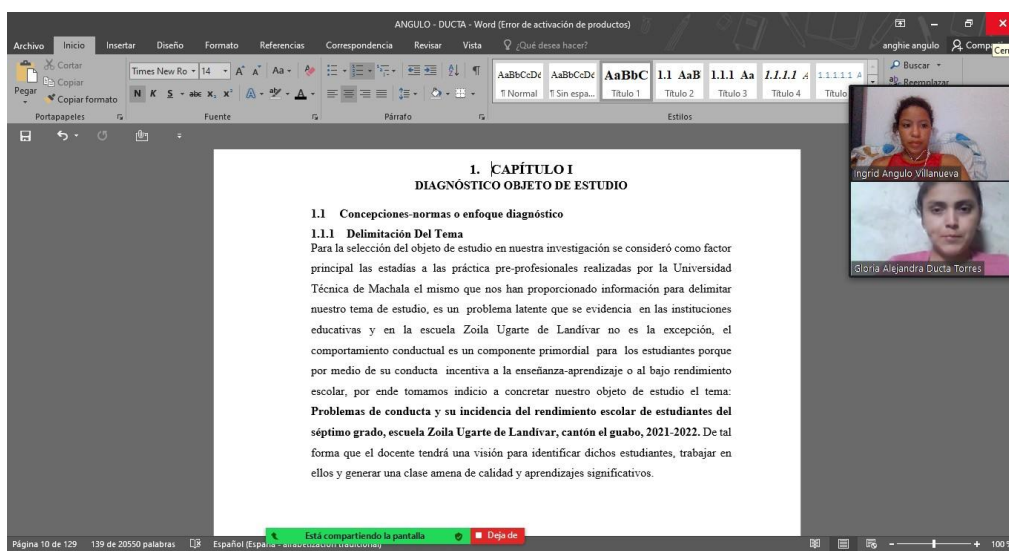 ANGULO - DUCTA - Word (Error de activación de productos)
Archivo Inicio Insertar Diseño Formato Referencias Correspondencia Revisar Vista ¿Qué desea hacer? anghie angulo
Cortar
Copiar
Copiar formato
Pegar
Times New Ro 14
N K S abc x, x²
AaBbCcDc AaBbCcDc AaBbC 1.1 AaB 1.1.1 Aa 1.1.1.1 A 1.1.1.1.1 A
¶ Normal ¶ Sin espa... Título 1 Título 2 Título 3 Título 4 Título
Buscar
Reemplazar
Portapapeles Fuente Párrafo Estilos
Ingrid Angulo Villanueva
Gloria Alejandra Ducta Torres
1. CAPÍTULO I
DIAGNÓSTICO OBJETO DE ESTUDIO
1.1 Concepciones-normas o enfoque diagnóstico
1.1.1 Delimitación Del Tema
Para la selección del objeto de estudio en nuestra investigación se consideró como factor
principal las estadías a las práctica pre-profesionales realizadas por la Universidad
Técnica de Machala el mismo que nos han proporcionado información para delimitar
nuestro tema de estudio, es un problema latente que se evidencia en las instituciones
educativas y en la escuela Zoila Ugarte de Landívar no es la excepción, el
comportamiento conductual es un componente primordial para los estudiantes porque
por medio de su conducta incentiva a la enseñanza-aprendizaje o al bajo rendimiento
escolar, por ende tomamos indicio a concretar nuestro objeto de estudio el tema:
Problemas de conducta y su incidencia del rendimiento escolar de estudiantes del
séptimo grado, escuela Zoila Ugarte de Landívar, cantón el guabo, 2021-2022. De tal
forma que el docente tendrá una visión para identificar dichos estudiantes, trabajar en
ellos y generar una clase amena de calidad y aprendizajes significativos.
Está compartiendo la pantalla Deja de
Página 10 de 129 139 de 20550 palabras Español (España - alfabetización tradicional) 100